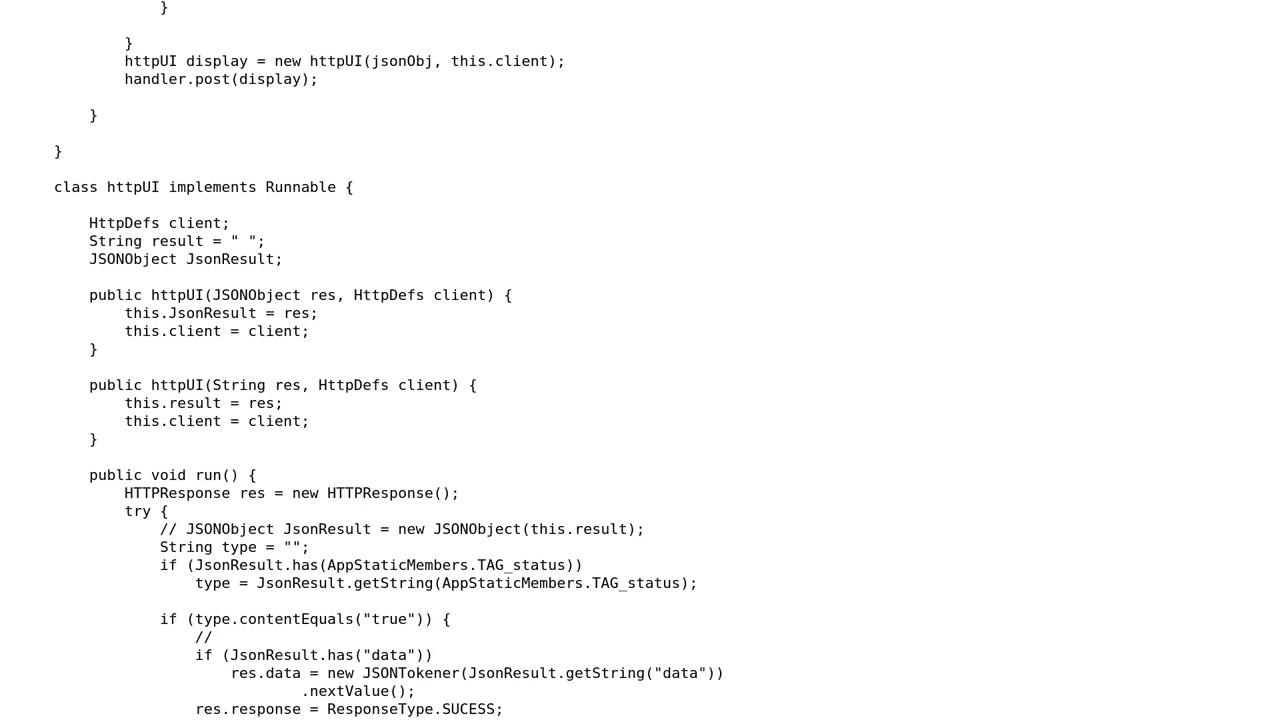 }
}
httpUI display = new httpUI(jsonObj, this.client);
handler.post(display);
}
}
class httpUI implements Runnable {
HttpDefs client;
String result = " ";
JSONObject JsonResult;
public httpUI(JSONObject res, HttpDefs client) {
this.JsonResult = res;
this.client = client;
}
public httpUI(String res, HttpDefs client) {
this.result = res;
this.client = client;
}
public void run() {
HTTPResponse res = new HTTPResponse();
try {
// JSONObject JsonResult = new JSONObject(this.result);
String type = "";
if (JsonResult.has(AppStaticMembers.TAG_status))
type = JsonResult.getString(AppStaticMembers.TAG_status);
if (type.contentEquals("true")) {
//
if (JsonResult.has("data"))
res.data = new JSONTokener(JsonResult.getString("data"))
.nextValue();
res.response = ResponseType.SUCESS;